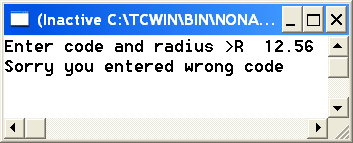 (Inactive C:\TCWIN\BIN\NONA...
Enter code and radius >R  12.56
Sorry you entered wrong code